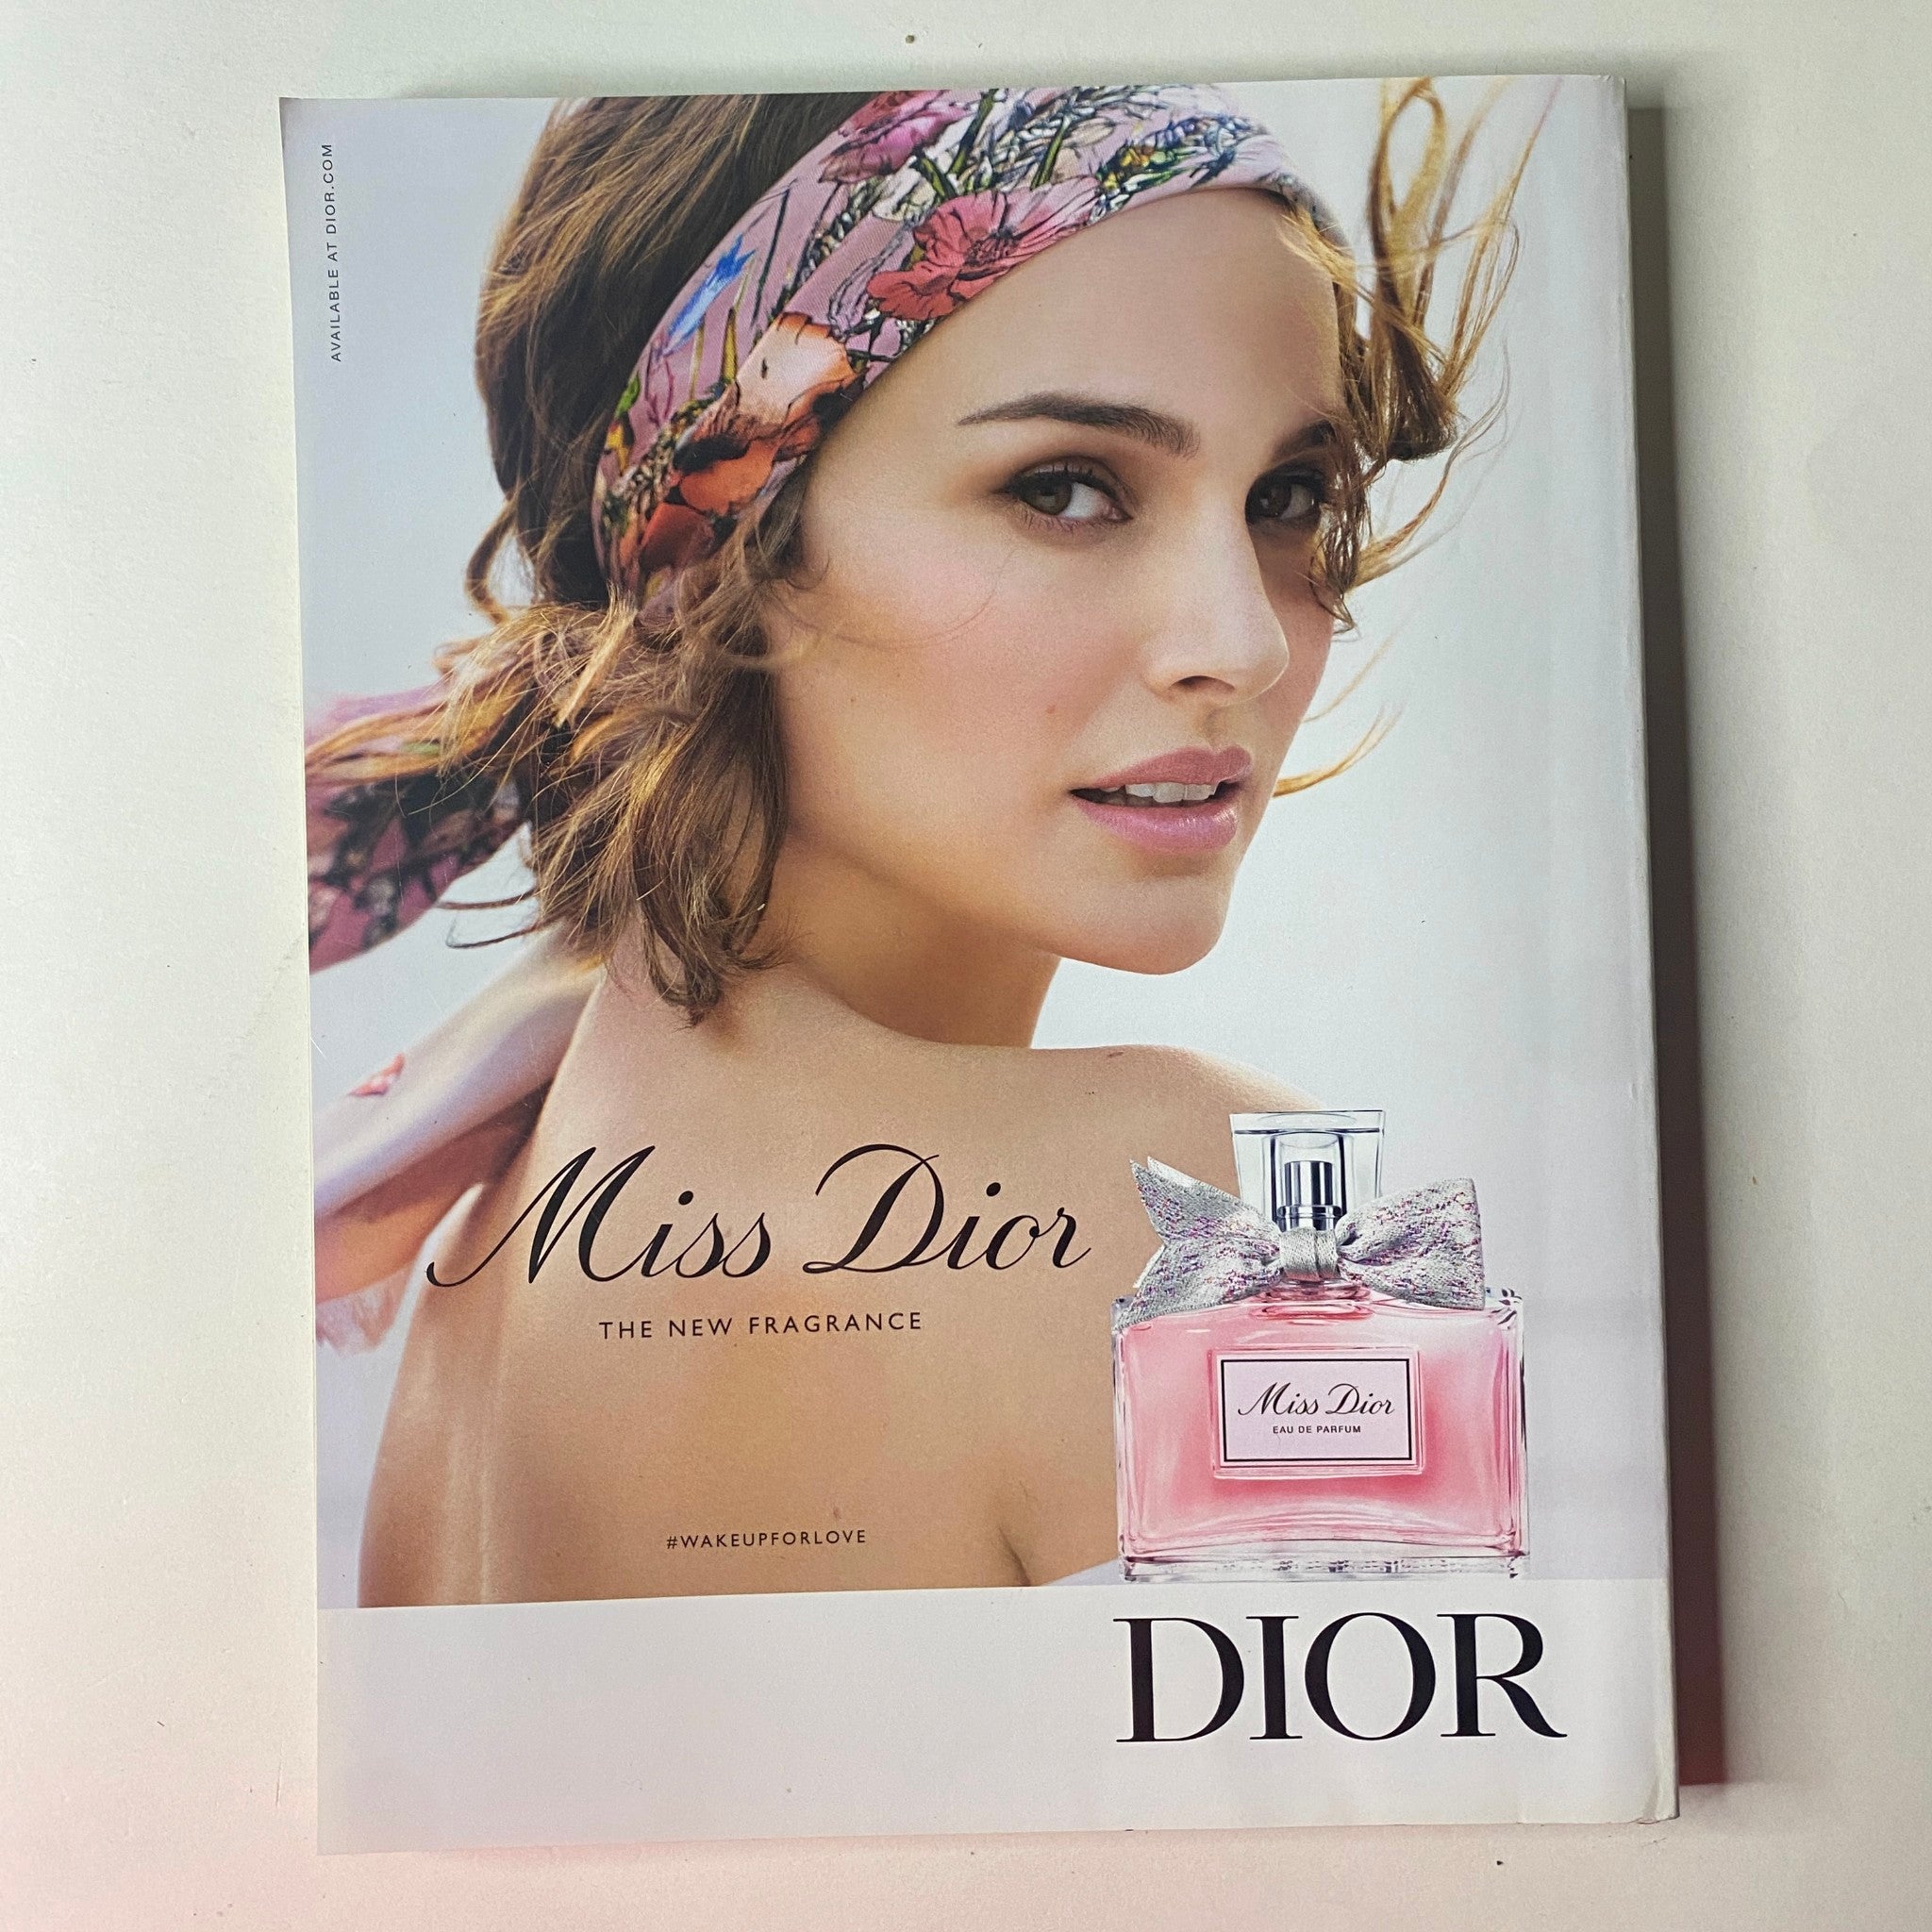 AVAILABLE AT DIOR.COM
Miss Dior
THE NEW FRAGRANCE
Miss Dior
EAU DE PARFUM
#WAKEUPFORLOVE
DIOR